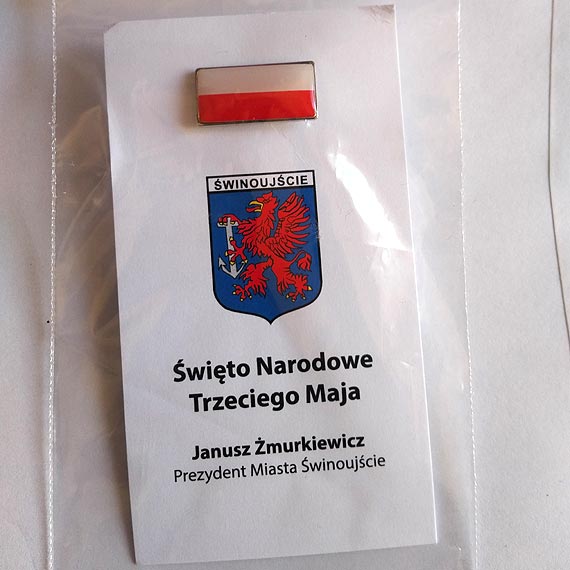 ŚWINOUJŚCIE
Święto Narodowe
Trzeciego Maja
Janusz Żmurkiewicz
Prezydent Miasta Świnoujście